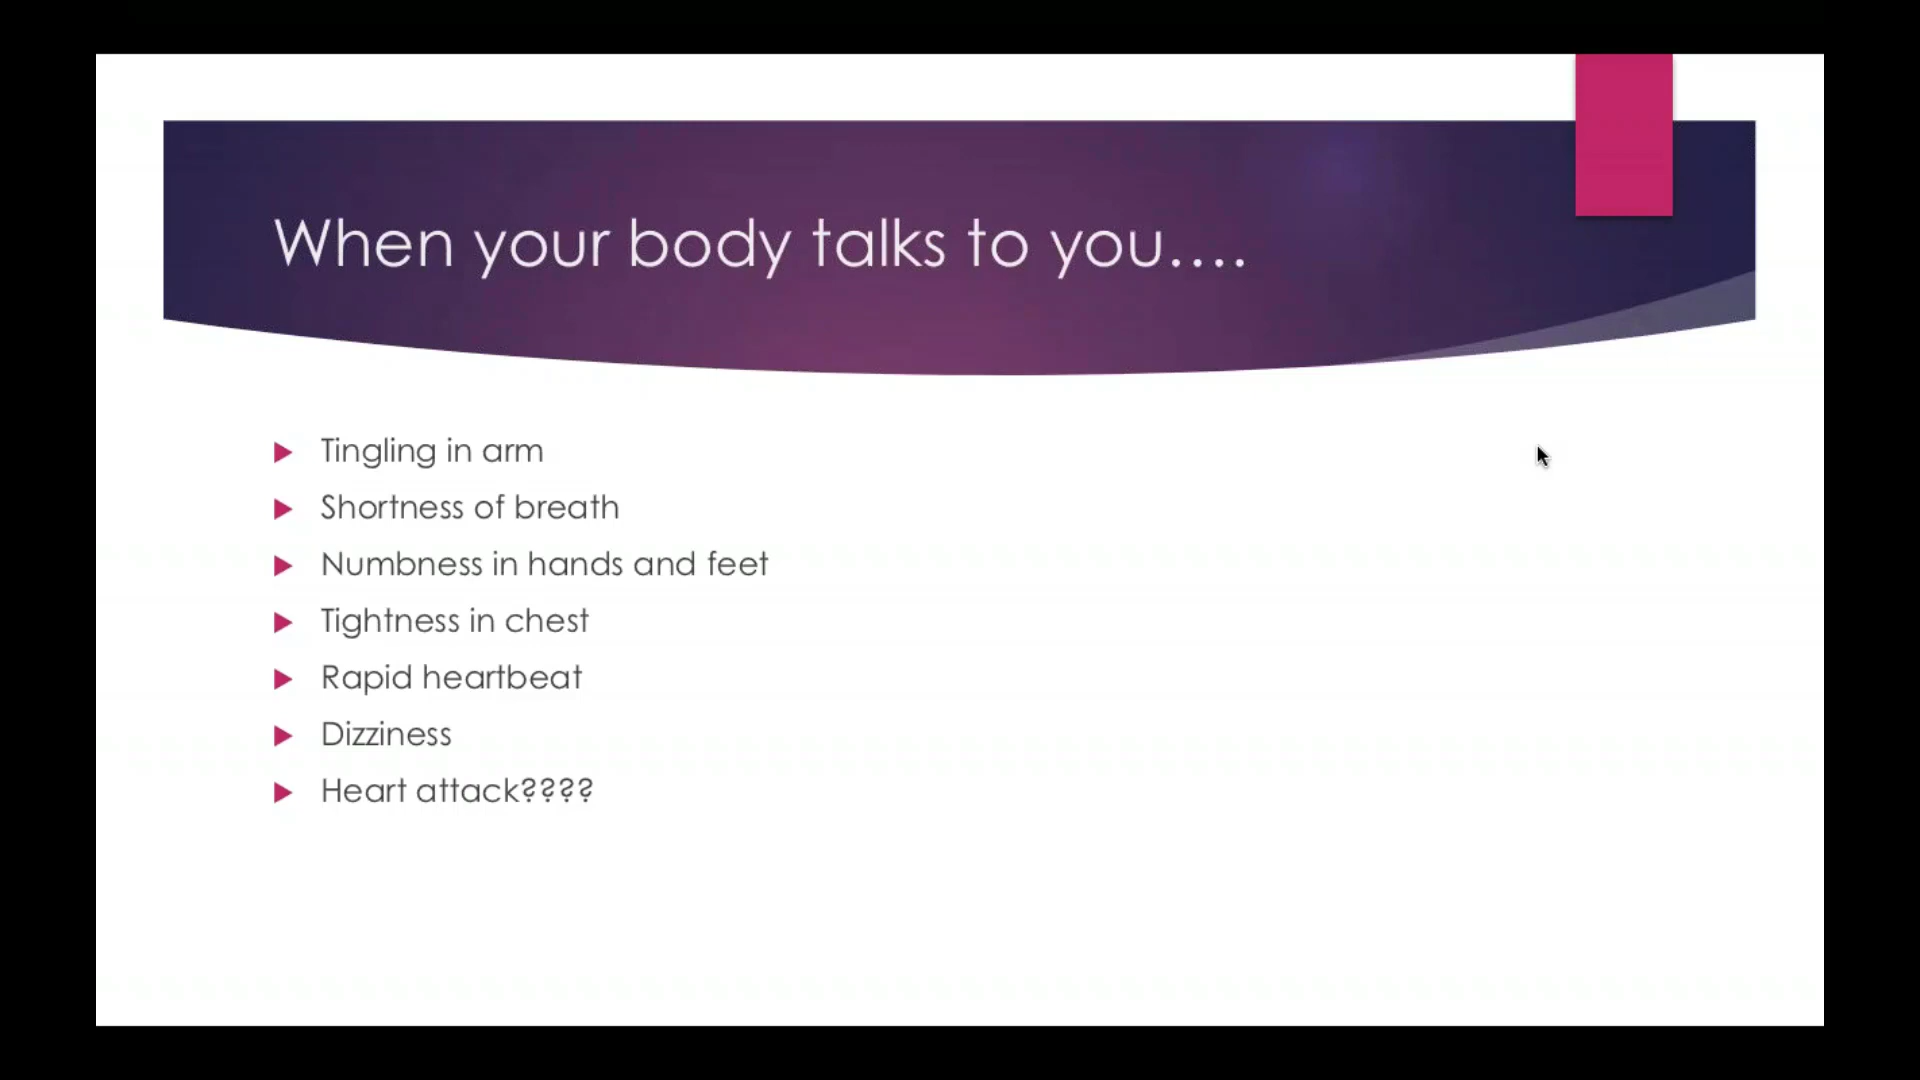 When your body talks to you....
Tingling in arm
Shortness of breath
Numbness in hands and feet
Tightness in chest
Rapid heartbeat
Dizziness
Heart attack????